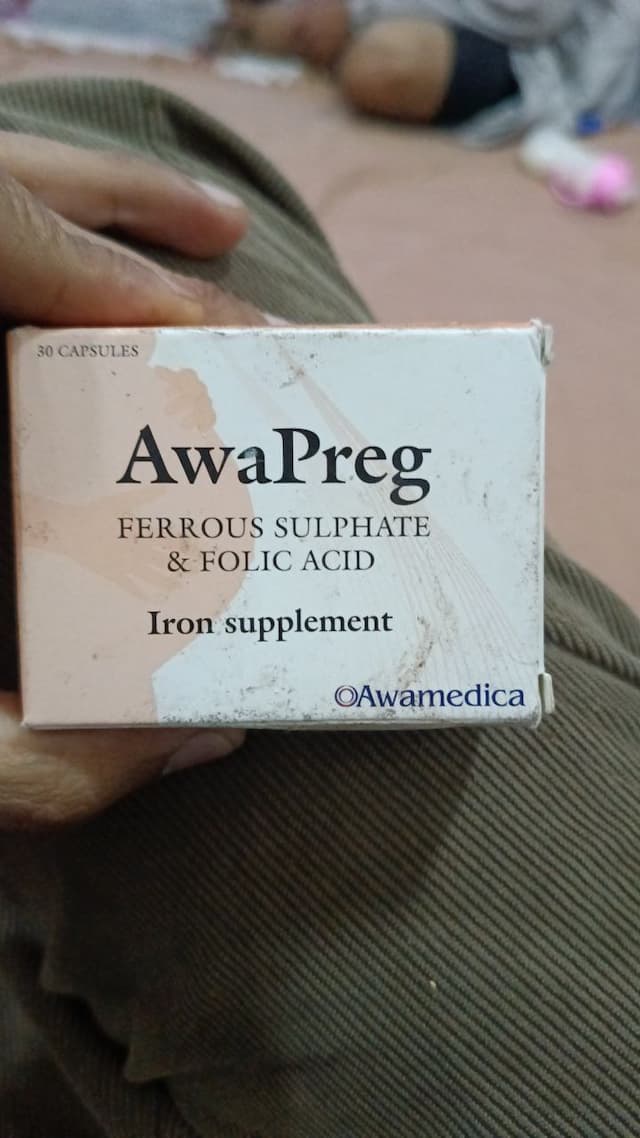 30 CAPSULES
AwaPreg
FERROUS SULPHATE
& FOLIC ACID
Iron supplement
Awamedica